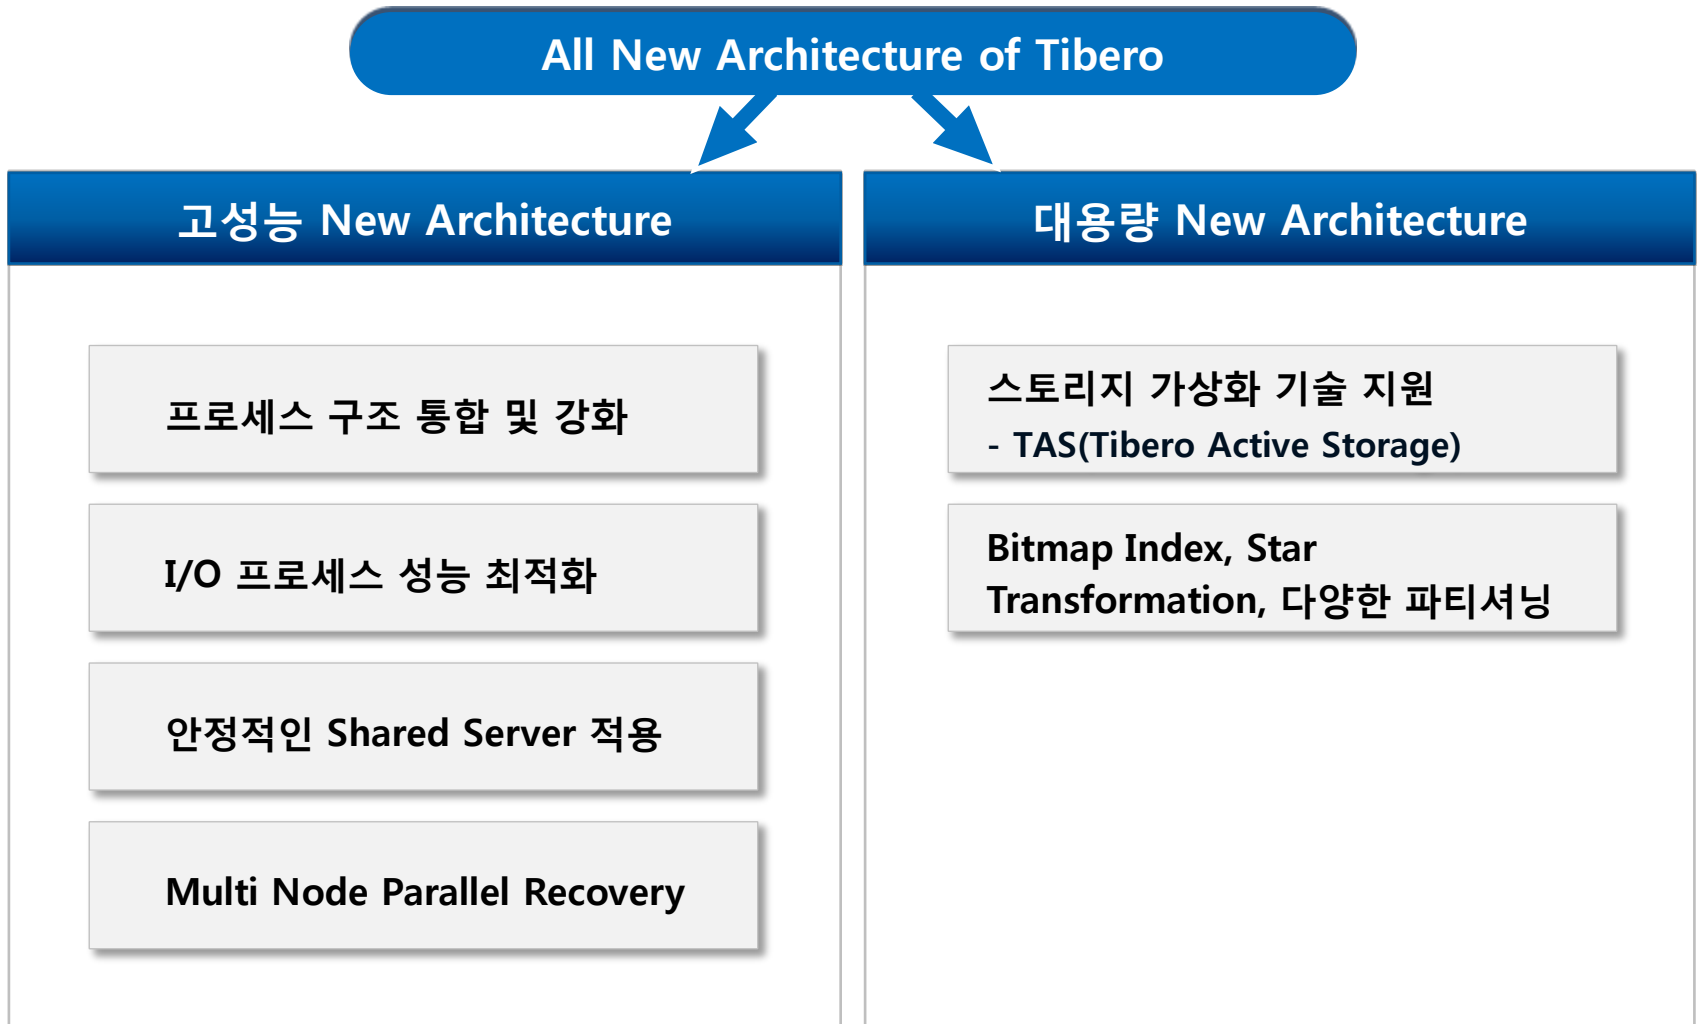 All New Architecture of Tibero
고성능 New Architecture
프로세스 구조 통합 및 강화
I/O 프로세스 성능 최적화
안정적인 Shared Server 적용
Multi Node Parallel Recovery
대용량 New Architecture
스토리지 가상화 기술 지원
- TAS(Tibero Active Storage)
Bitmap Index, Star
Transformation, 다양한 파티셔닝